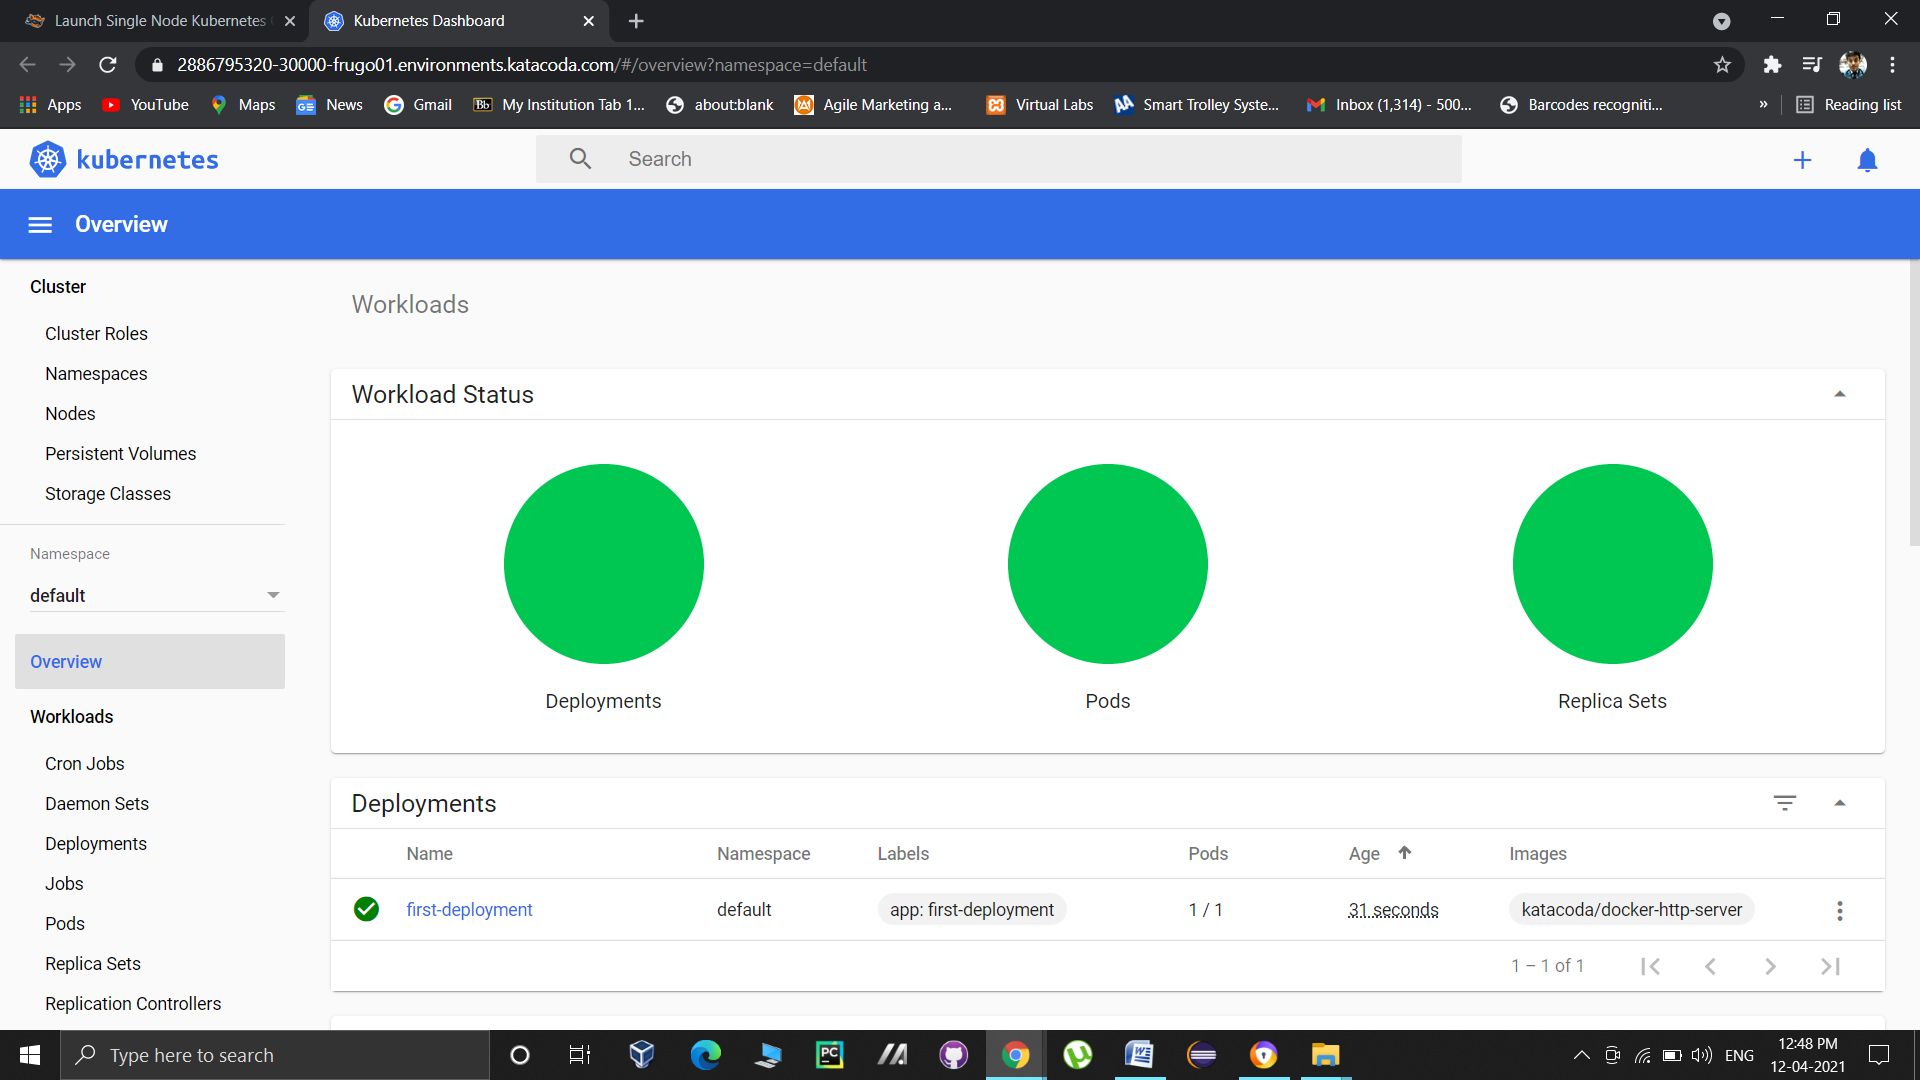 Launch Single Node Kubernetes
Kubernetes Dashboard
2886795320-30000-frugo01.environments.katacoda.com/#/overview?namespace=default
Apps
YouTube
Maps
News
Gmail
Bb
My Institution Tab 1...
about:blank
Agile Marketing a...
Virtual Labs
Smart Trolley Syste...
Inbox (1,314) - 500...
Barcodes recogniti...
»
Reading list
kubernetes
Search
Overview
Cluster
Cluster Roles
Namespaces
Nodes
Persistent Volumes
Storage Classes
Namespace
default
Overview
Workloads
Cron Jobs
Daemon Sets
Deployments
Jobs
Pods
Replica Sets
Replication Controllers
Workloads
Workload Status
Deployments
Pods
Replica Sets
Deployments
Name Namespace Labels Pods Age Images
first-deployment default app: first-deployment 1 / 1 31 seconds katacoda/docker-http-server
1 – 1 of 1
Type here to search
PC
ENG
12:48 PM
12-04-2021